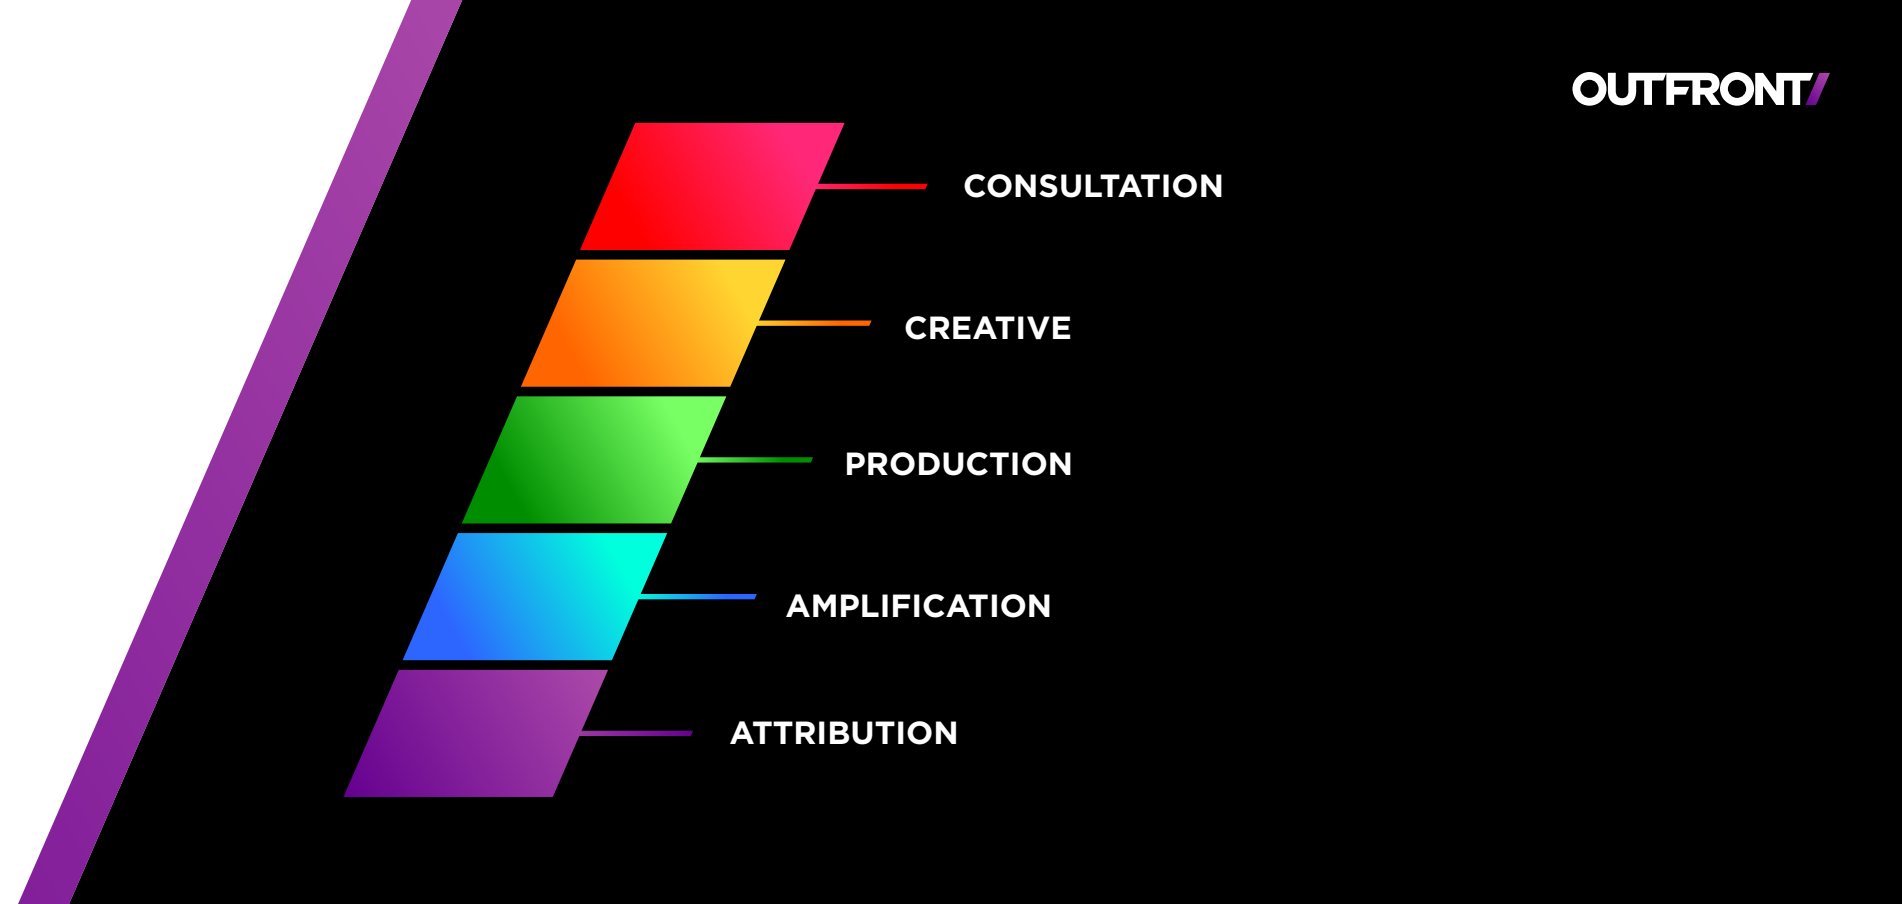 OUTFRONT/
CONSULTATION
CREATIVE
PRODUCTION
AMPLIFICATION
ATTRIBUTION